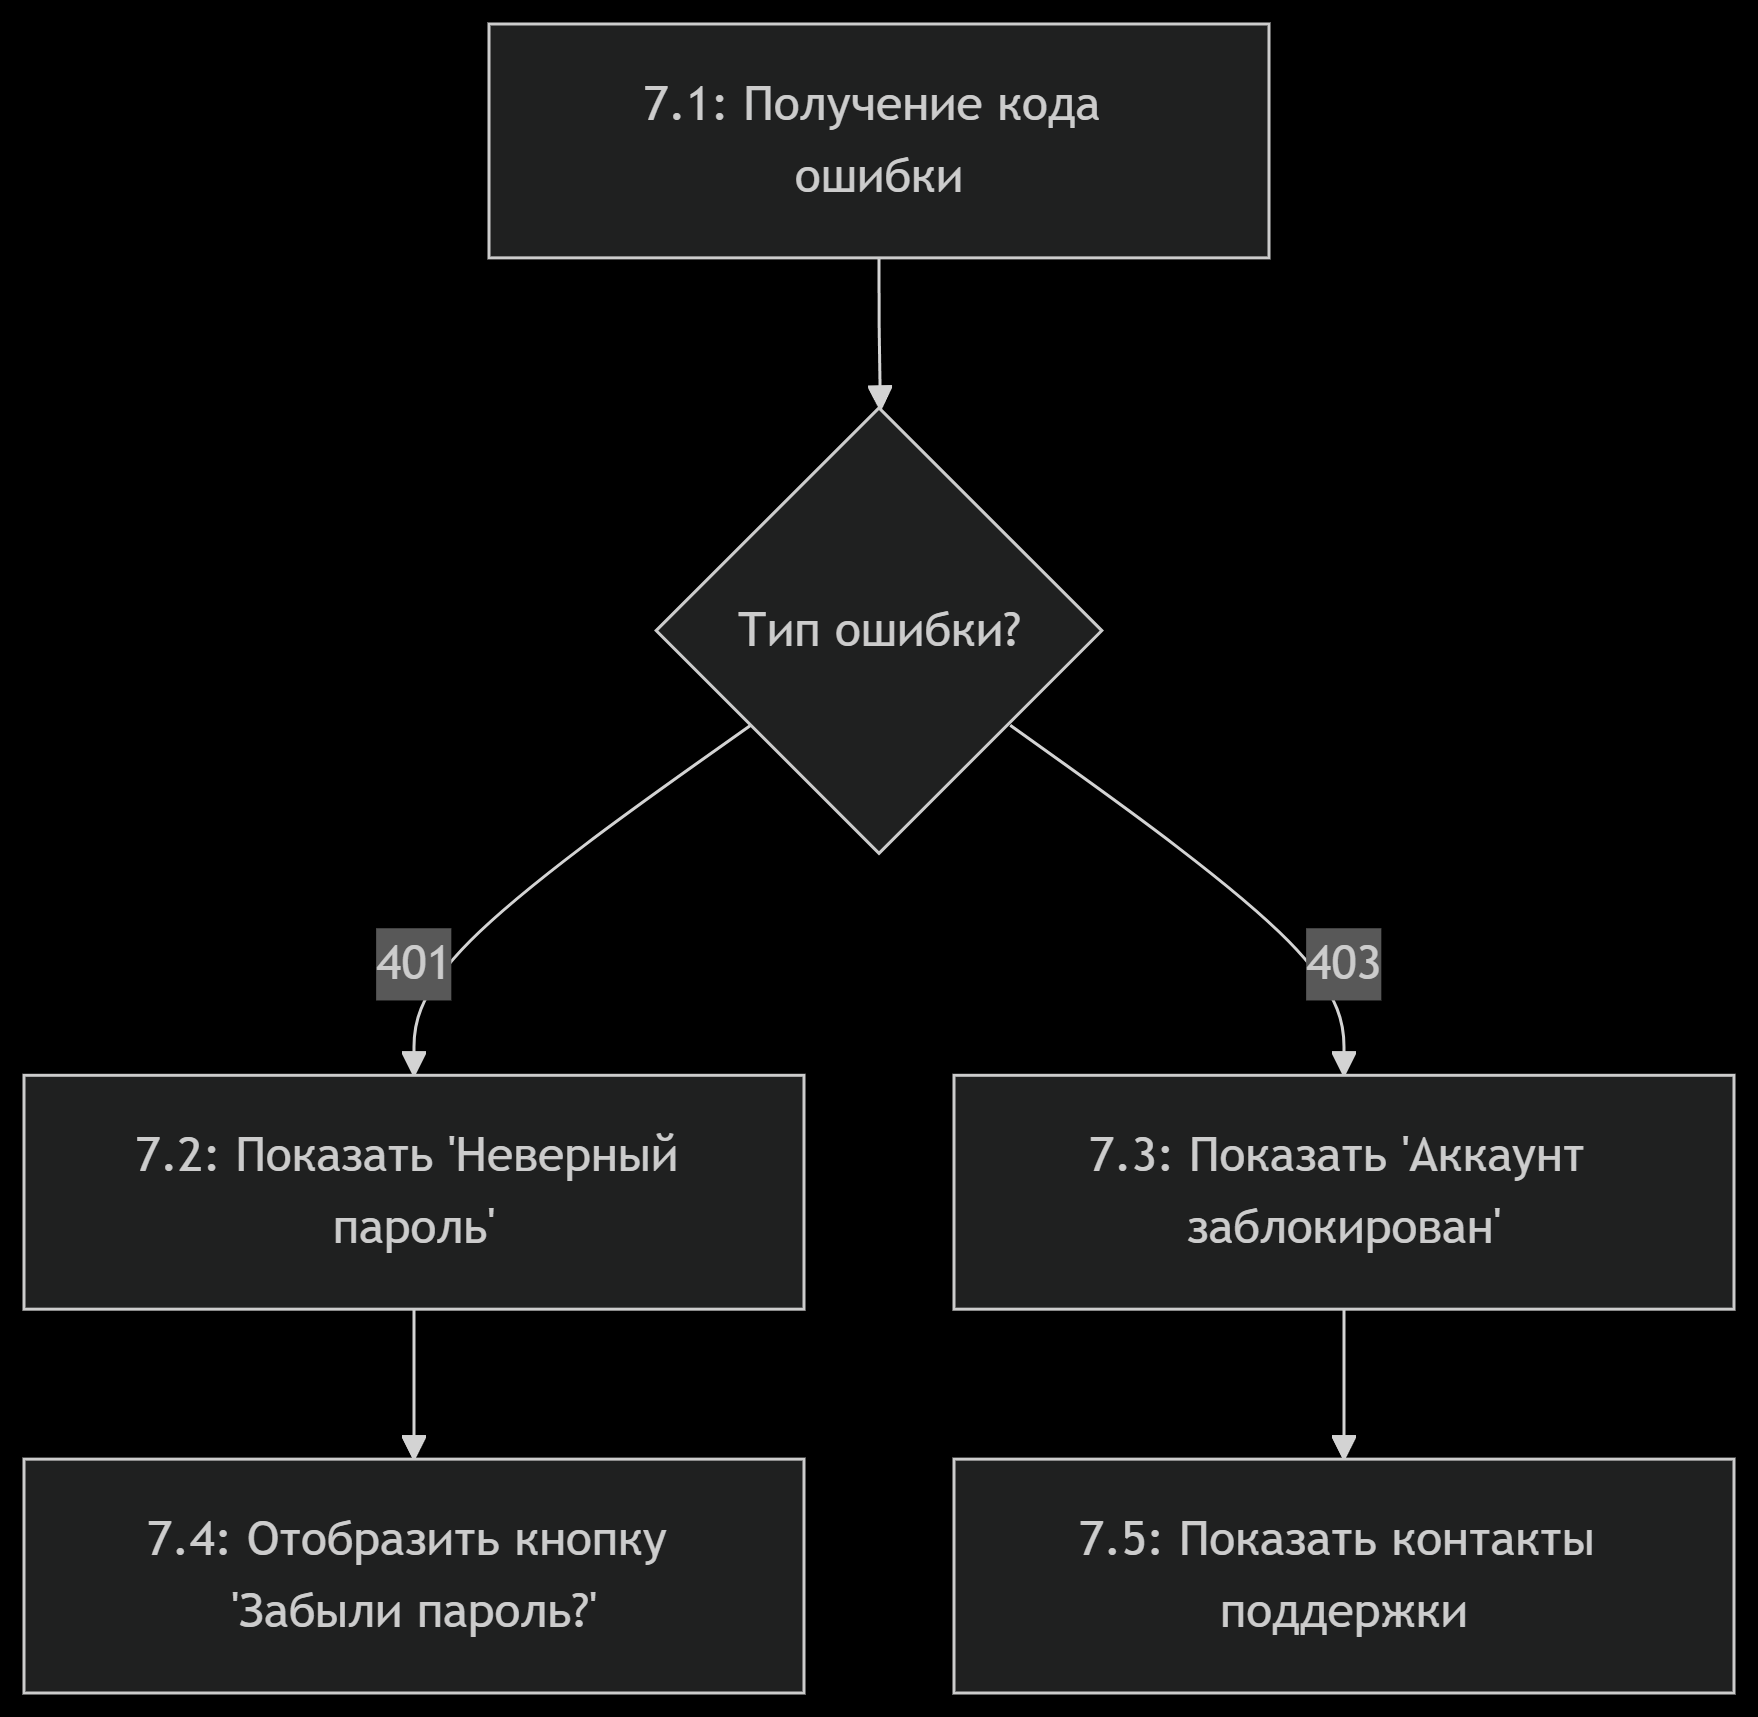 7.1: Получение кода
ошибки
Тип ошибки?
401
403
7.2: Показать 'Неверный
пароль'
7.3: Показать 'Аккаунт
заблокирован'
7.4: Отобразить кнопку
'Забыли пароль?'
7.5: Показать контакты
поддержки